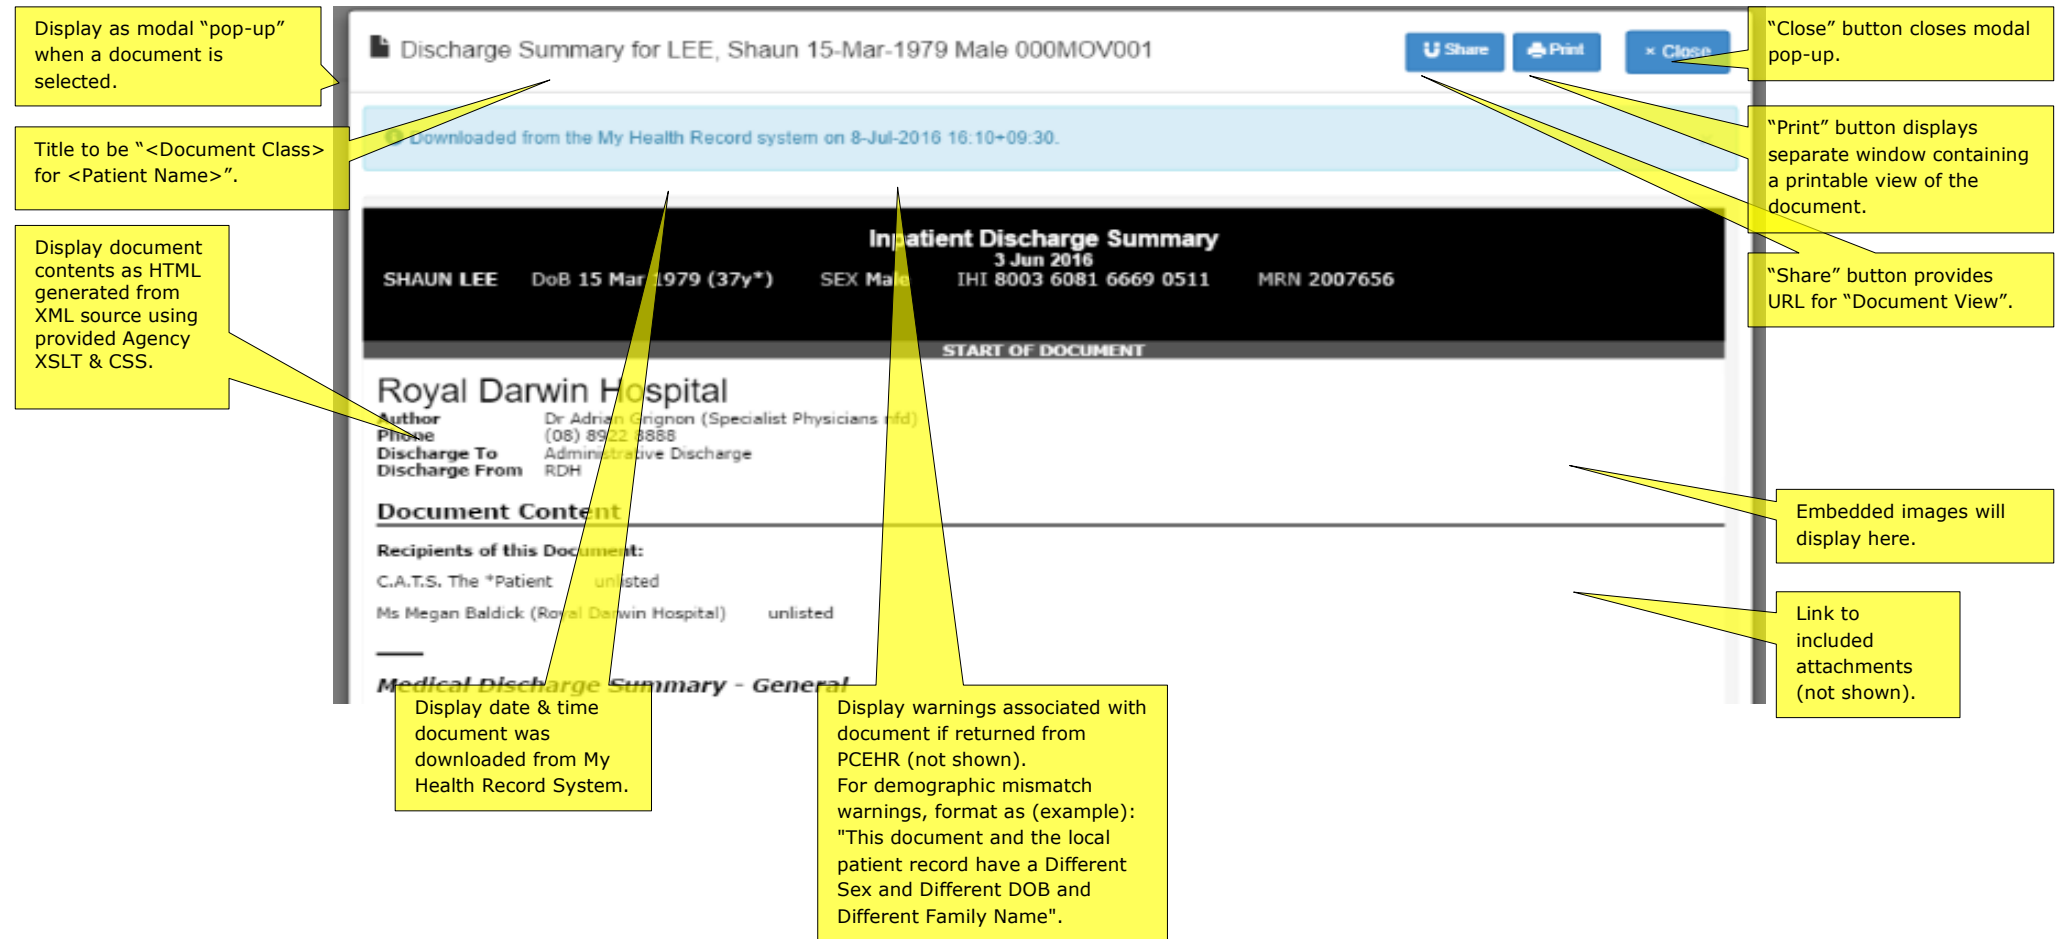 Display as modal “pop-up”
when a document is
selected.
Title to be “<Document Class>
for <Patient Name>”.
Display document
contents as HTML
generated from
XML source using
provided Agency
XSLT & CSS.
Discharge Summary for LEE, Shaun 15-Mar-1979 Male 000MOV001
Share
Print
× Close
Downloaded from the My Health Record system on 8-Jul-2016 16:10+09:30.
Inpatient Discharge Summary
3 Jun 2016
SHAUN LEE DoB 15 Mar 1979 (37y*) SEX Male IHI 8003 6081 6669 0511 MRN 2007656
START OF DOCUMENT
Royal Darwin Hospital
Author Dr Adrian Grignon (Specialist Physicians nfd)
Phone (08) 8922 8888
Discharge To Administrative Discharge
Discharge From RDH
Document Content
Recipients of this Document:
C.A.T.S. The *Patient unlisted
Ms Megan Baldick (Royal Darwin Hospital) unlisted
Medical Discharge Summary - General
Display date & time
document was
downloaded from My
Health Record System.
Display warnings associated with
document if returned from
PCEHR (not shown).
For demographic mismatch
warnings, format as (example):
"This document and the local
patient record have a Different
Sex and Different DOB and
Different Family Name".
“Close” button closes modal
pop-up.
“Print” button displays
separate window containing
a printable view of the
document.
“Share” button provides
URL for “Document View”.
Embedded images will
display here.
Link to
included
attachments
(not shown).